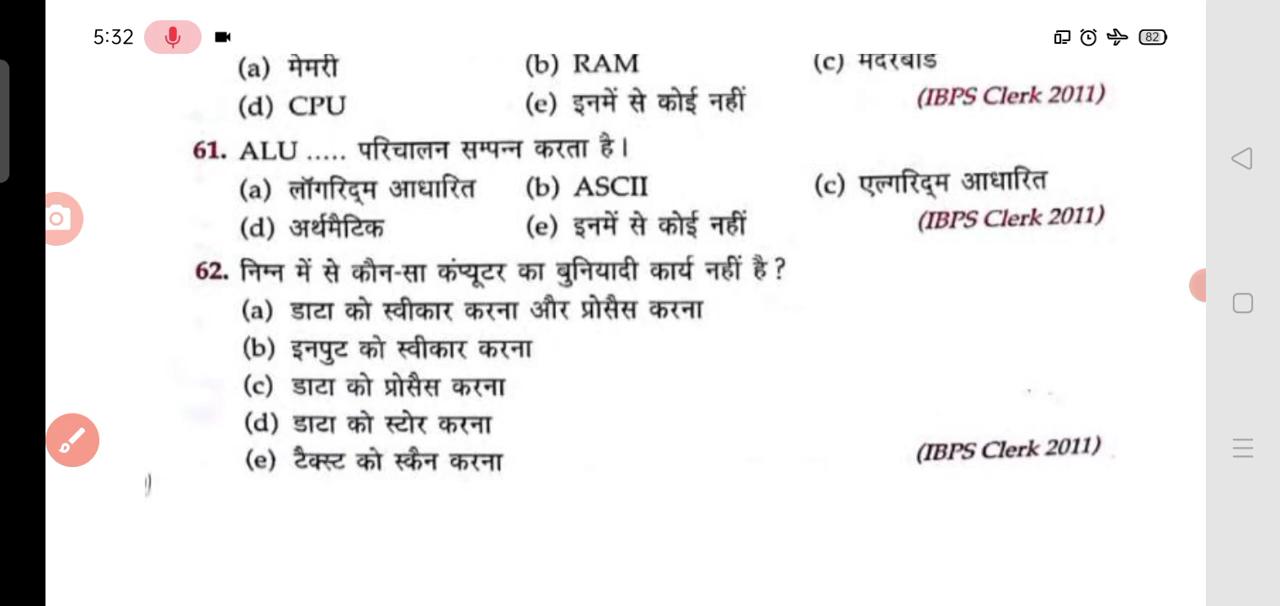 5:32
82
(a) मेमरी (b) RAM (c) मदरबोर्ड
(d) CPU (e) इनमें से कोई नहीं (IBPS Clerk 2011)
61. ALU ..... परिचालन सम्पन्न करता है।
(a) लॉगरिद्म आधारित (b) ASCII (c) एल्गरिद्म आधारित
(d) अर्थमैटिक (e) इनमें से कोई नहीं (IBPS Clerk 2011)
62. निम्न में से कौन-सा कंप्यूटर का बुनियादी कार्य नहीं है ?
(a) डाटा को स्वीकार करना और प्रोसैस करना
(b) इनपुट को स्वीकार करना
(c) डाटा को प्रोसैस करना
(d) डाटा को स्टोर करना
(e) टैक्स्ट को स्कैन करना (IBPS Clerk 2011)